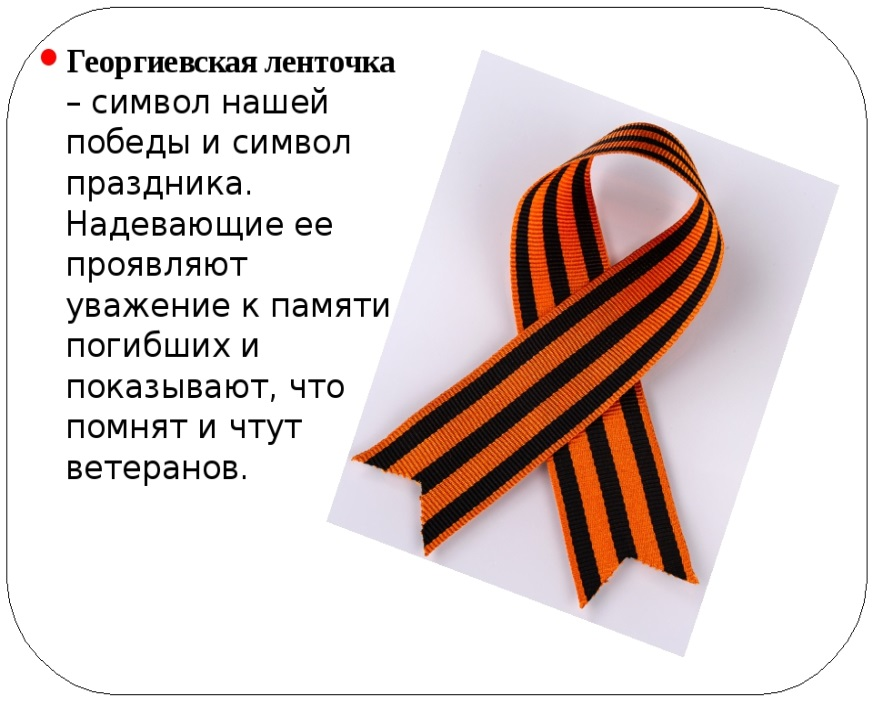 Георгиевская ленточка
– символ нашей
победы и символ
праздника.
Надевающие ее
проявляют
уважение к памяти
погибших и
показывают, что
помнят и чтут
ветеранов.